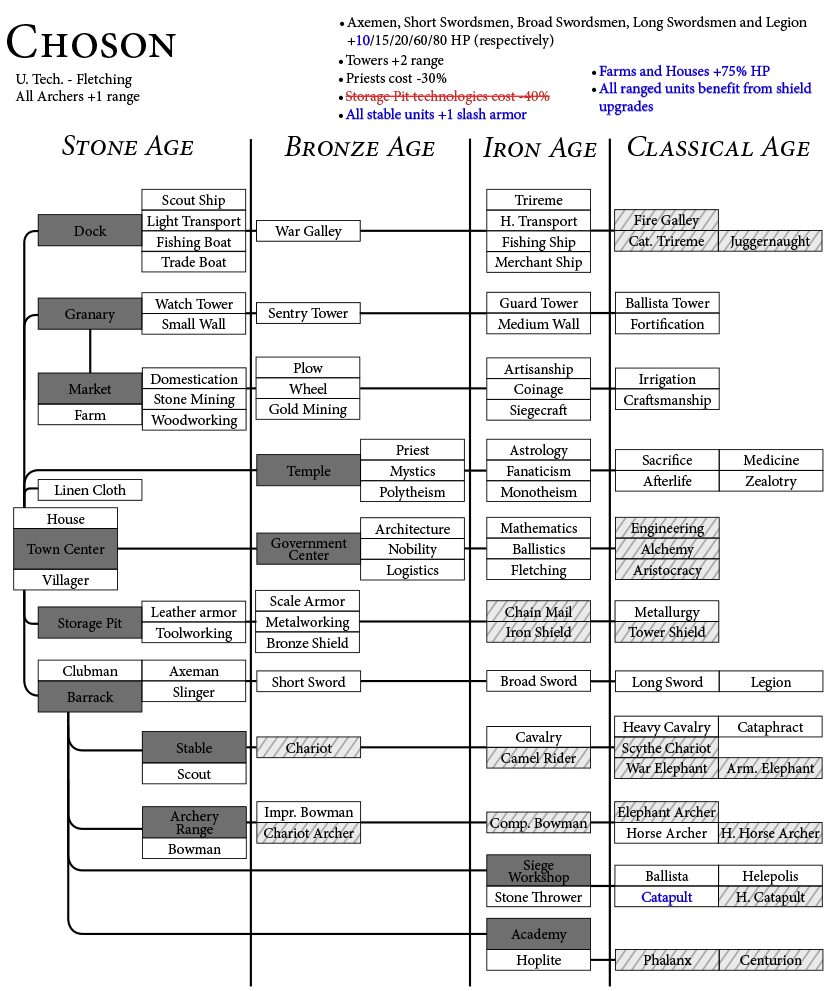 CHOSON
U. Tech. - Fletching
All Archers +1 range
• Axemen, Short Swordsmen, Broad Swordsmen, Long Swordsmen and Legion
+10/15/20/60/80 HP (respectively)
• Towers +2 range
• Priests cost -30%
• Storage Pit technologies cost -40%
• All stable units +1 slash armor
• Farms and Houses +75% HP
• All ranged units benefit from shield
upgrades
STONE AGE
BRONZE AGE
IRON AGE
CLASSICAL AGE
Dock
Scout Ship
Light Transport
Fishing Boat
Trade Boat
War Galley
Trireme
H. Transport
Fishing Ship
Merchant Ship
Fire Galley
Cat. Trireme
Juggernaught
Granary
Watch Tower
Small Wall
Sentry Tower
Guard Tower
Medium Wall
Ballista Tower
Fortification
Market
Farm
Domestication
Stone Mining
Woodworking
Plow
Wheel
Gold Mining
Artisanship
Coinage
Siegecraft
Irrigation
Craftsmanship
Temple
Priest
Mystics
Polytheism
Astrology
Fanaticism
Monotheism
Sacrifice
Medicine
Afterlife
Zealotry
Linen Cloth
House
Town Center
Villager
Government
Center
Architecture
Nobility
Logistics
Mathematics
Ballistics
Fletching
Engineering
Alchemy
Aristocracy
Storage Pit
Leather armor
Toolworking
Scale Armor
Metalworking
Bronze Shield
Chain Mail
Iron Shield
Metallurgy
Tower Shield
Clubman
Barrack
Axeman
Slinger
Short Sword
Broad Sword
Long Sword
Legion
Stable
Scout
Chariot
Cavalry
Camel Rider
Heavy Cavalry
Cataphract
Scythe Chariot
War Elephant
Arm. Elephant
Archery
Range
Bowman
Impr. Bowman
Chariot Archer
Comp. Bowman
Elephant Archer
Horse Archer
H. Horse Archer
Siege
Workshop
Stone Thrower
Ballista
Helepolis
Catapult
H. Catapult
Academy
Hoplite
Phalanx
Centurion